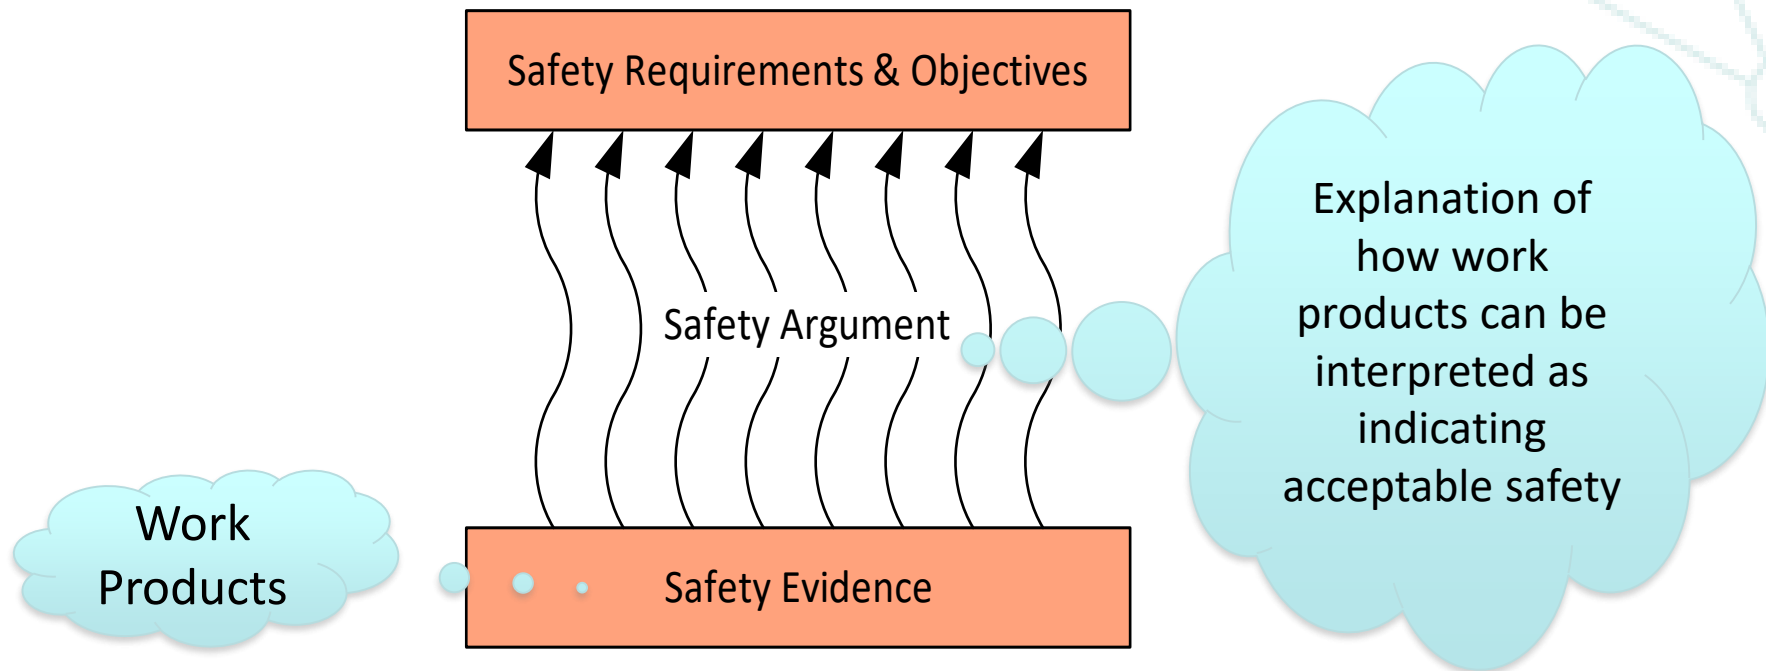 Safety Requirements & Objectives
Safety Argument
Explanation of
how work
products can be
interpreted as
indicating
acceptable safety
Work
Products
Safety Evidence